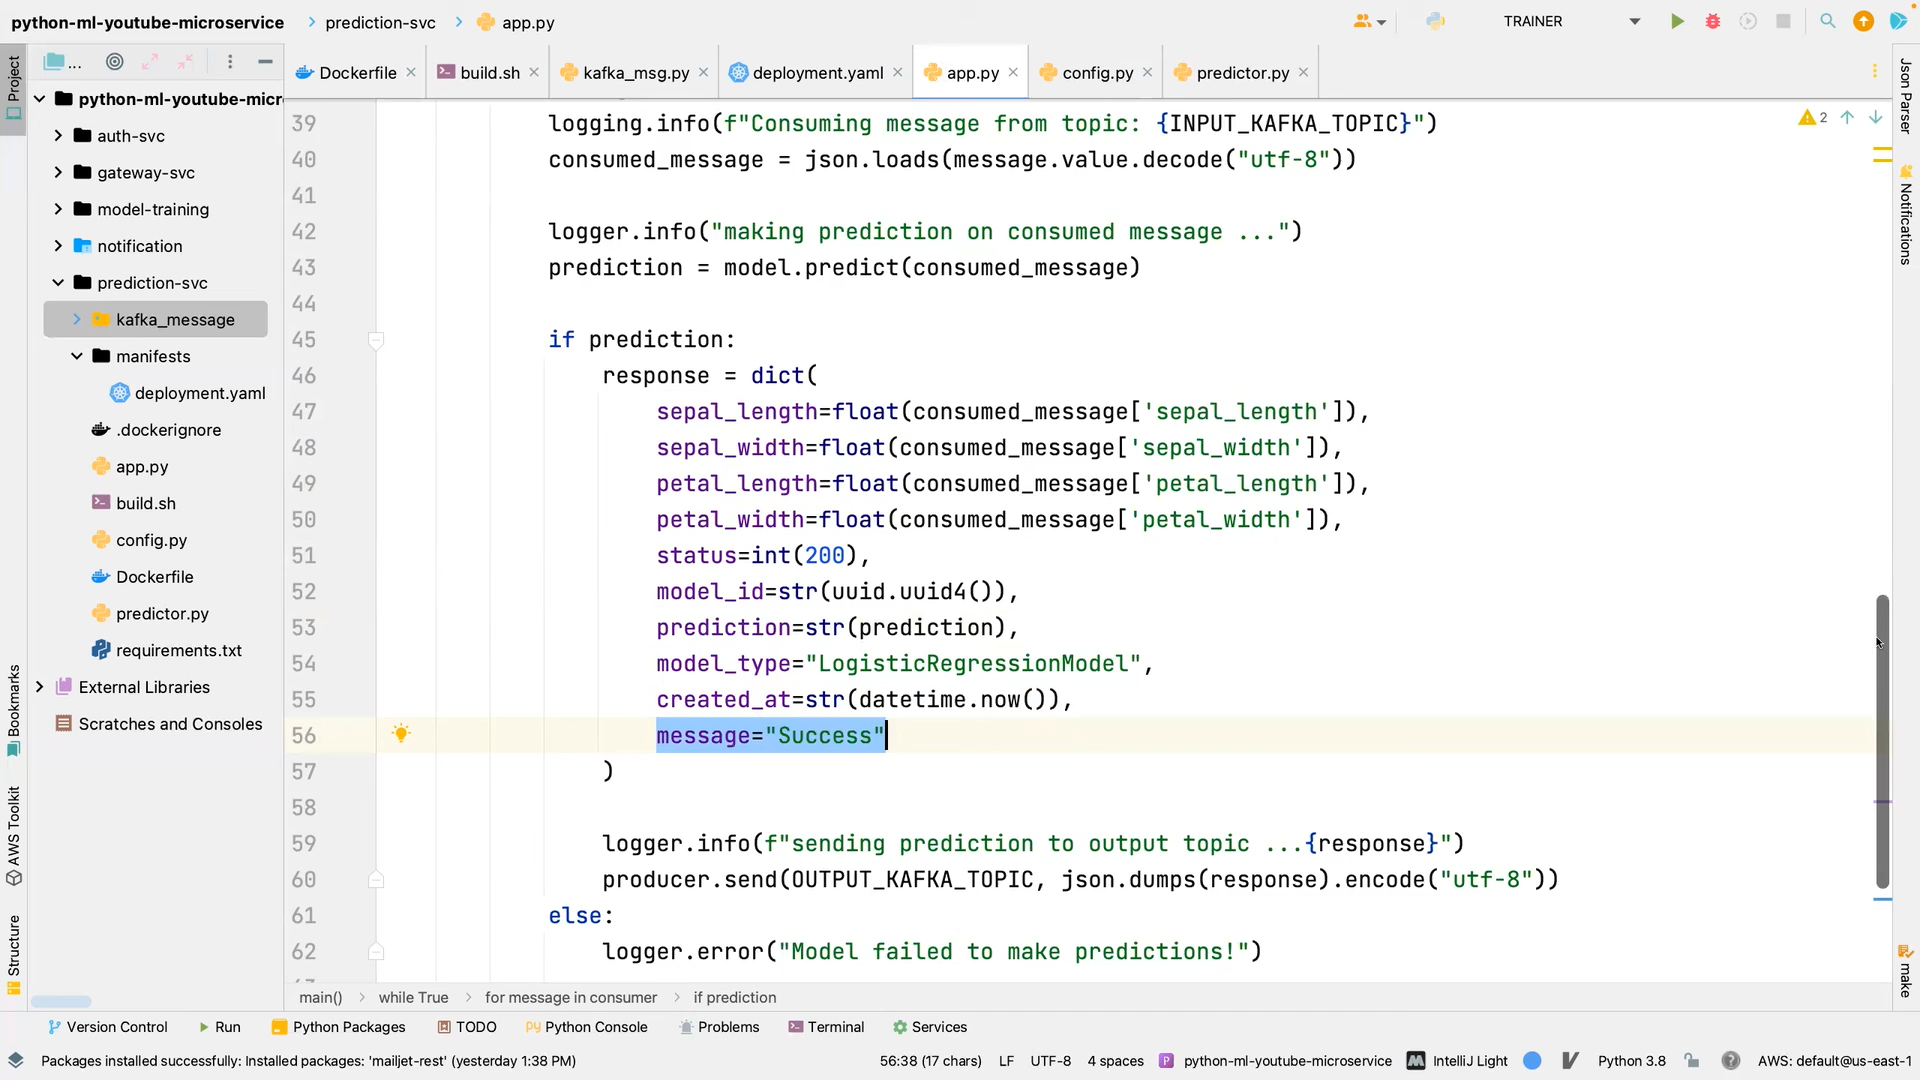 python-ml-youtube-microservice prediction-svc app.py TRAINER
Project ... Dockerfile build.sh kafka_msg.py deployment.yaml app.py config.py predictor.py
python-ml-youtube-micr
auth-svc
gateway-svc
model-training
notification
prediction-svc
kafka_message
manifests
deployment.yaml
.dockerignore
app.py
build.sh
config.py
Dockerfile
predictor.py
requirements.txt
External Libraries
Scratches and Consoles
Bookmarks
AWS Toolkit
Structure
2
39 logging.info(f"Consuming message from topic: {INPUT_KAFKA_TOPIC}")
40 consumed_message = json.loads(message.value.decode("utf-8"))
41
42 logger.info("making prediction on consumed message ...")
43 prediction = model.predict(consumed_message)
44
45 if prediction:
46 response = dict(
47 sepal_length=float(consumed_message['sepal_length']),
48 sepal_width=float(consumed_message['sepal_width']),
49 petal_length=float(consumed_message['petal_length']),
50 petal_width=float(consumed_message['petal_width']),
51 status=int(200),
52 model_id=str(uuid.uuid4()),
53 prediction=str(prediction),
54 model_type="LogisticRegressionModel",
55 created_at=str(datetime.now()),
56 message="Success"
57 )
58
59 logger.info(f"sending prediction to output topic ...{response}")
60 producer.send(OUTPUT_KAFKA_TOPIC, json.dumps(response).encode("utf-8"))
61 else:
62 logger.error("Model failed to make predictions!")
Json Parser
Notifications
make
main() while True for message in consumer if prediction
Version Control Run Python Packages TODO Python Console Problems Terminal Services
Packages installed successfully: Installed packages: 'mailjet-rest' (yesterday 1:38 PM) 56:38 (17 chars) LF UTF-8 4 spaces python-ml-youtube-microservice IntelliJ Light Python 3.8 AWS: default@us-east-1